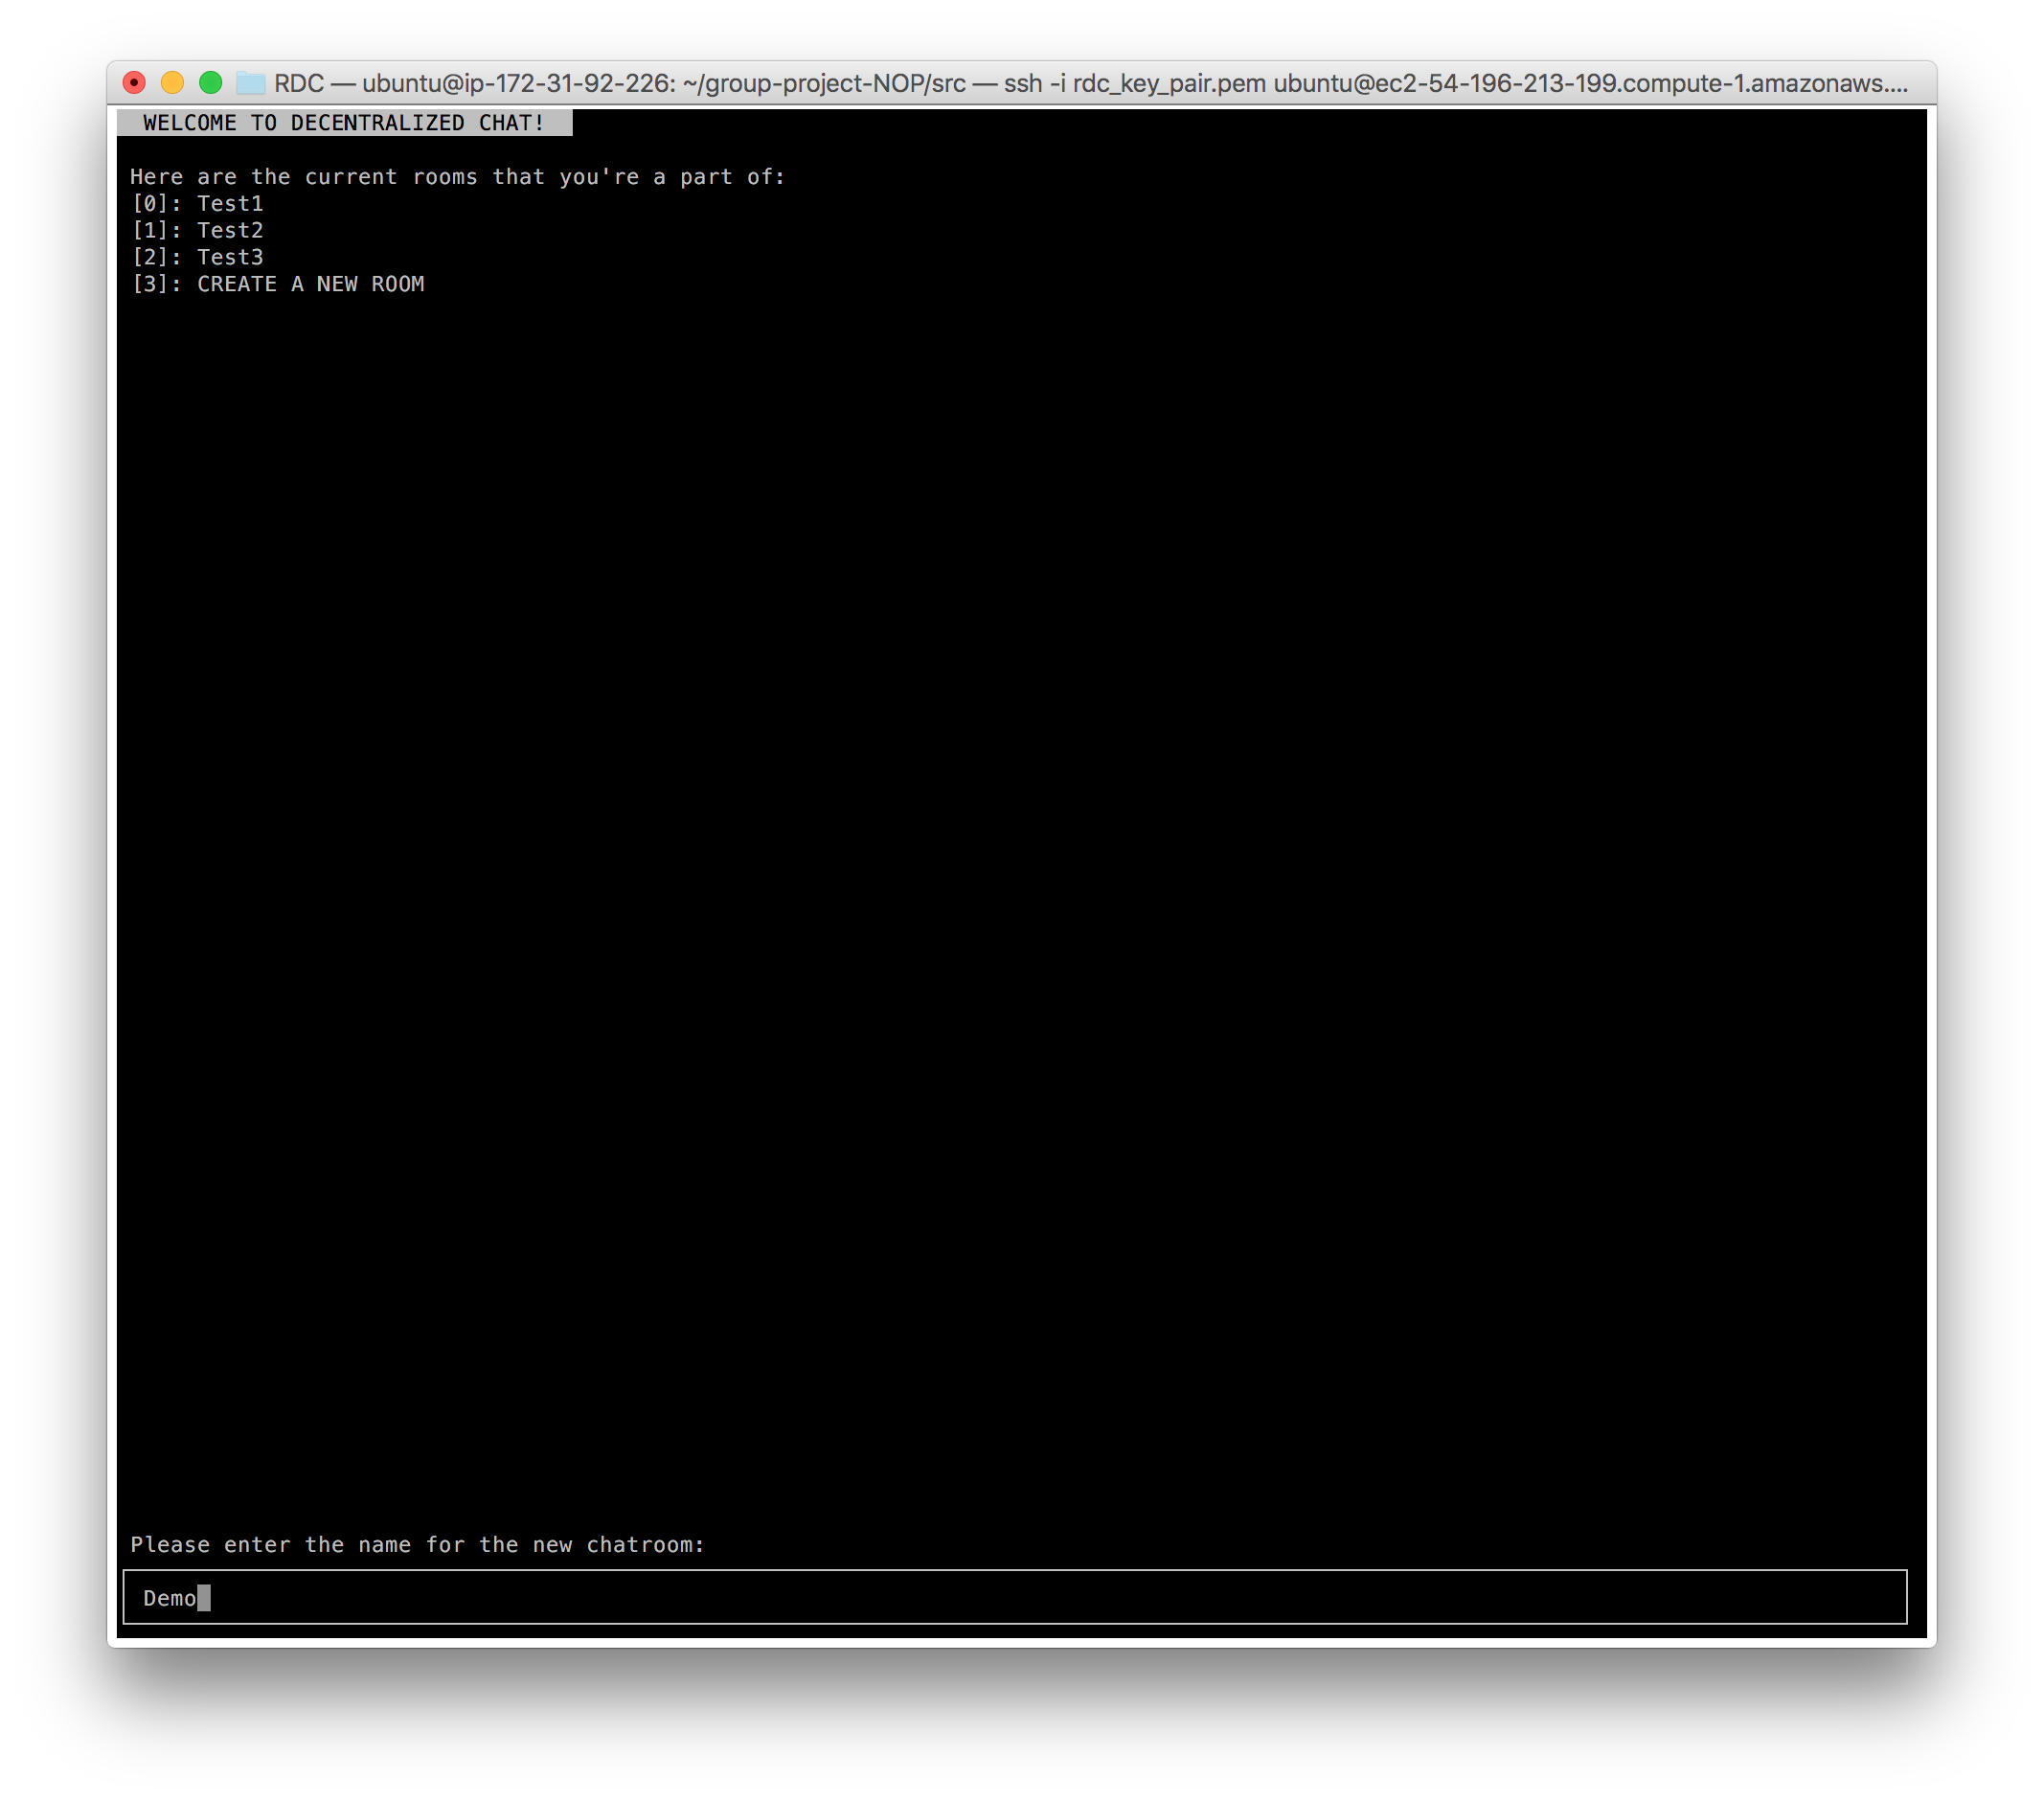 RDC — ubuntu@ip-172-31-92-226: ~/group-project-NOP/src — ssh -i rdc_key_pair.pem ubuntu@ec2-54-196-213-199.compute-1.amazonaws....
WELCOME TO DECENTRALIZED CHAT!
Here are the current rooms that you're a part of:
[0]: Test1
[1]: Test2
[2]: Test3
[3]: CREATE A NEW ROOM
Please enter the name for the new chatroom:
Demo